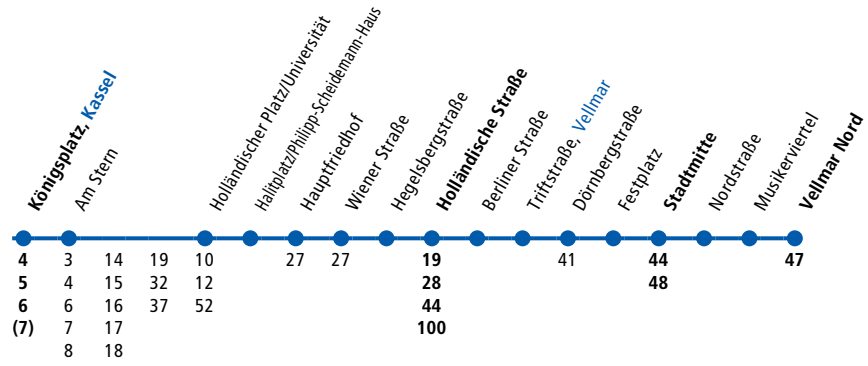 Königsplatz, Kassel
Am Stern
Holländischer Platz/Universität
Halitplatz/Philipp-Scheidemann-Haus
Hauptfriedhof
Wiener Straße
Hegelsbergstraße
Holländische Straße
Berliner Straße
Triftstraße, Vellmar
Dörnbergstraße
Festplatz
Stadtmitte
Nordstraße
Musikerviertel
Vellmar Nord
4 3 14 19 10 27 27 19 41 44 47
5 4 15 32 12 28 48
6 6 16 37 52 44
(7) 7 17 100
8 18